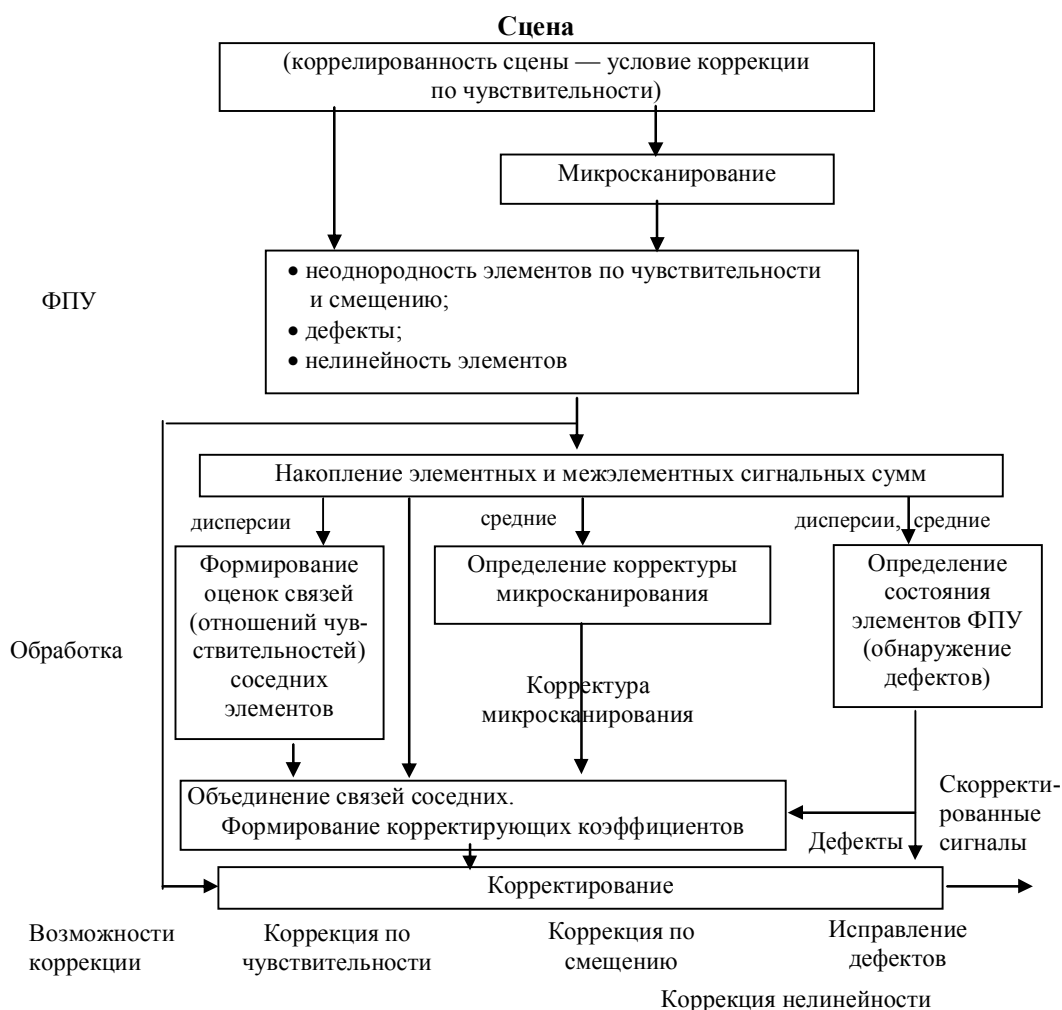 Сцена
(коррелированность сцены — условие коррекции
по чувствительности)
Микросканирование
ФПУ
• неоднородность элементов по чувствительности
и смещению;
• дефекты;
• нелинейность элементов
Накопление элементных и межэлементных сигнальных сумм
дисперсии
средние
дисперсии, средние
Обработка
Формирование
оценок связей
(отношений чув-
ствительностей)
соседних
элементов
Определение корректуры
микросканирования
Определение
состояния
элементов ФПУ
(обнаружение
дефектов)
Корректура
микросканирования
Объединение связей соседних.
Формирование корректирующих коэффициентов
Дефекты
Скорректи-
рованные
сигналы
Корректирование
Возможности
коррекции
Коррекция по
чувствительности
Коррекция по
смещению
Исправление
дефектов
Коррекция нелинейности